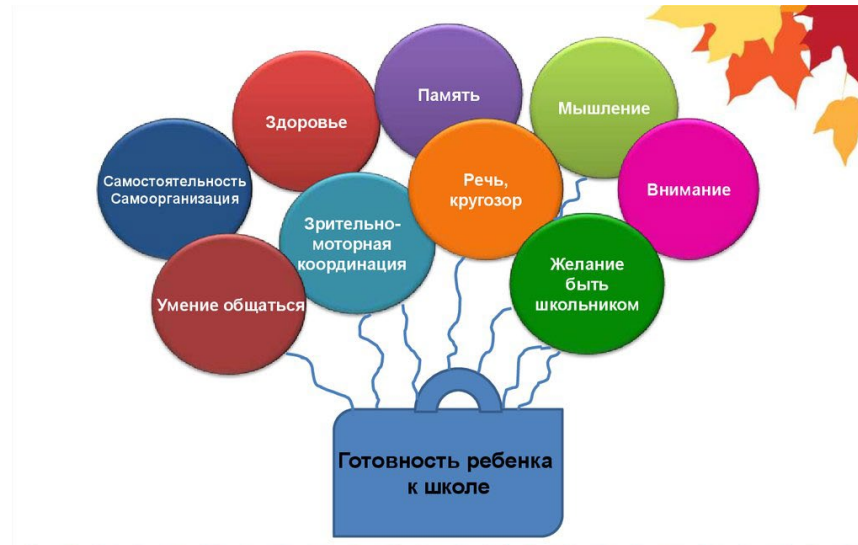 Память
Мышление
Здоровье
Речь,
кругозор
Самостоятельность
Самоорганизация
Внимание
Зрительно-
моторная
координация
Желание
быть
школьником
Умение общаться
Готовность ребенка
к школе